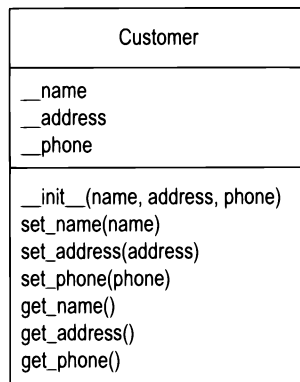 Customer
__name
__address
__phone
__init__(name, address, phone)
set_name(name)
set_address(address)
set_phone(phone)
get_name()
get_address()
get_phone()